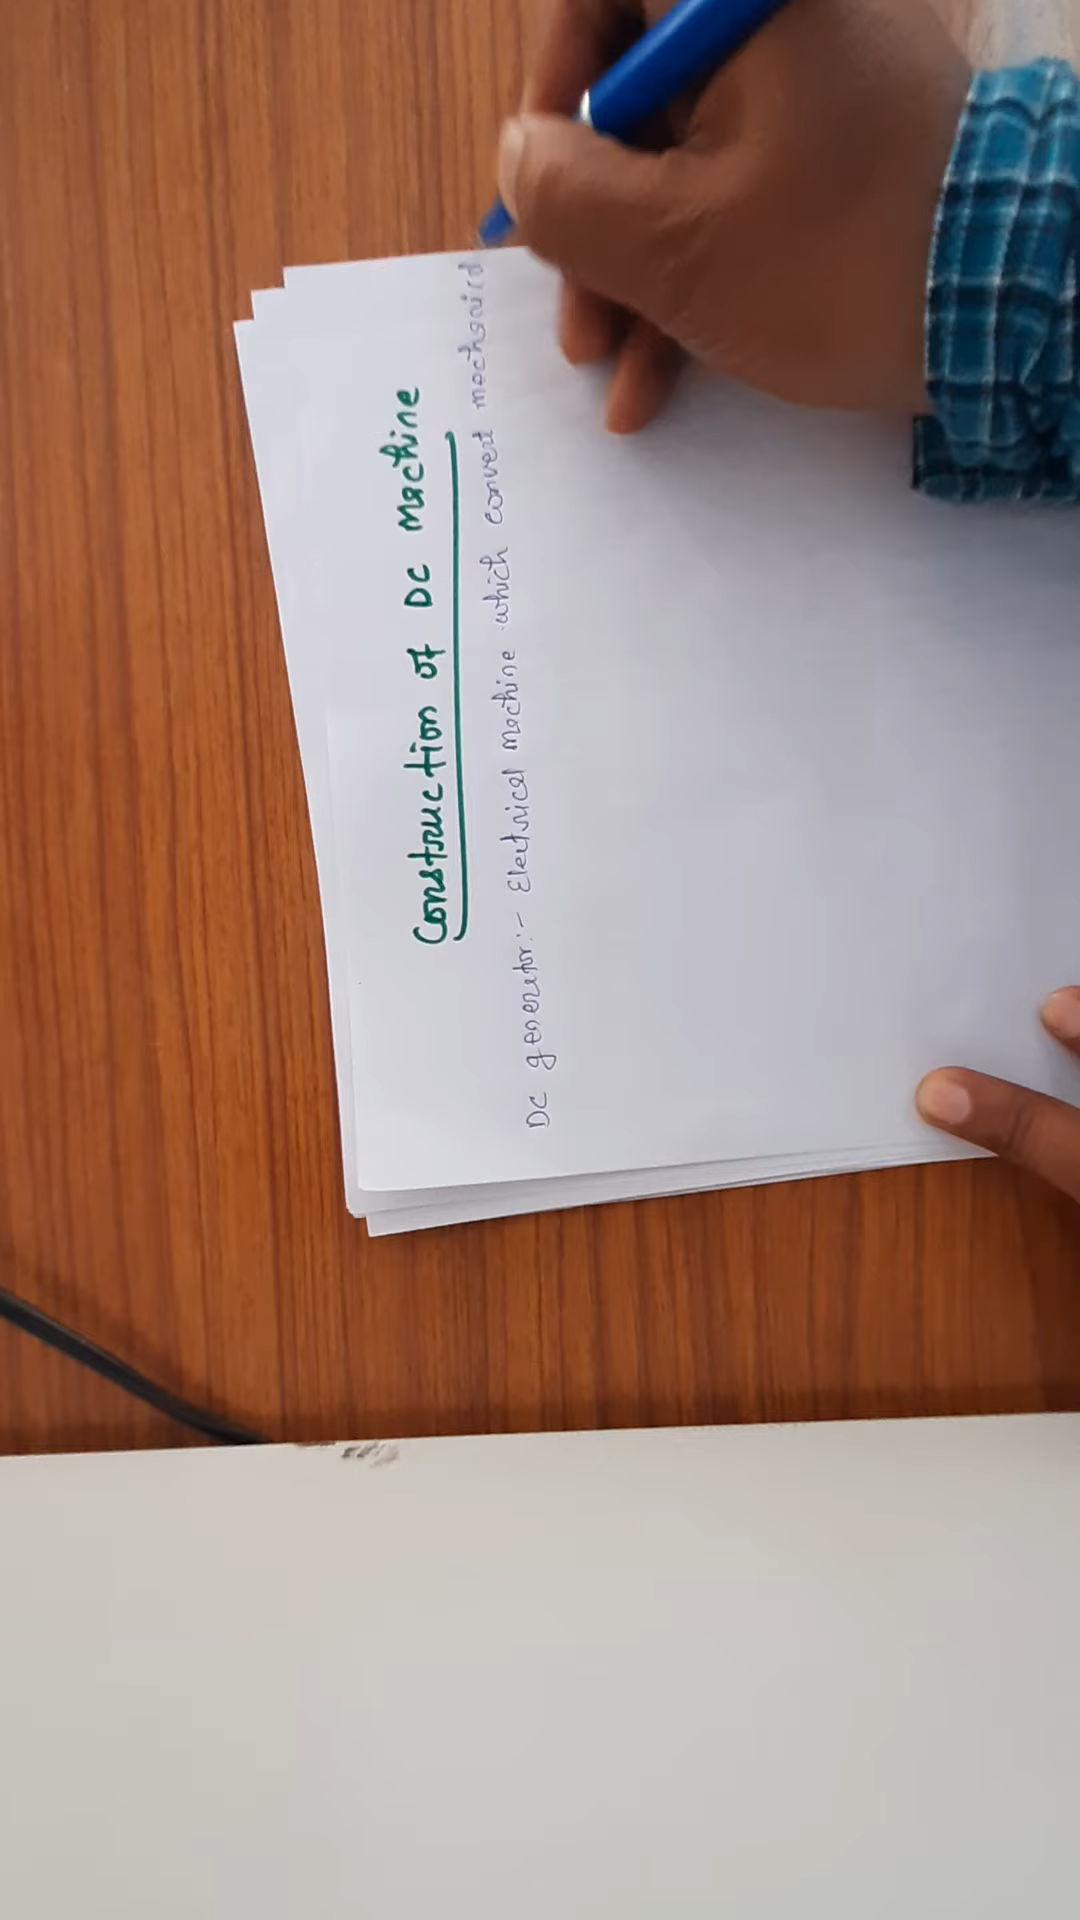 Construction of DC Machine
DC generator:- Electrical Machine which convert mechanical